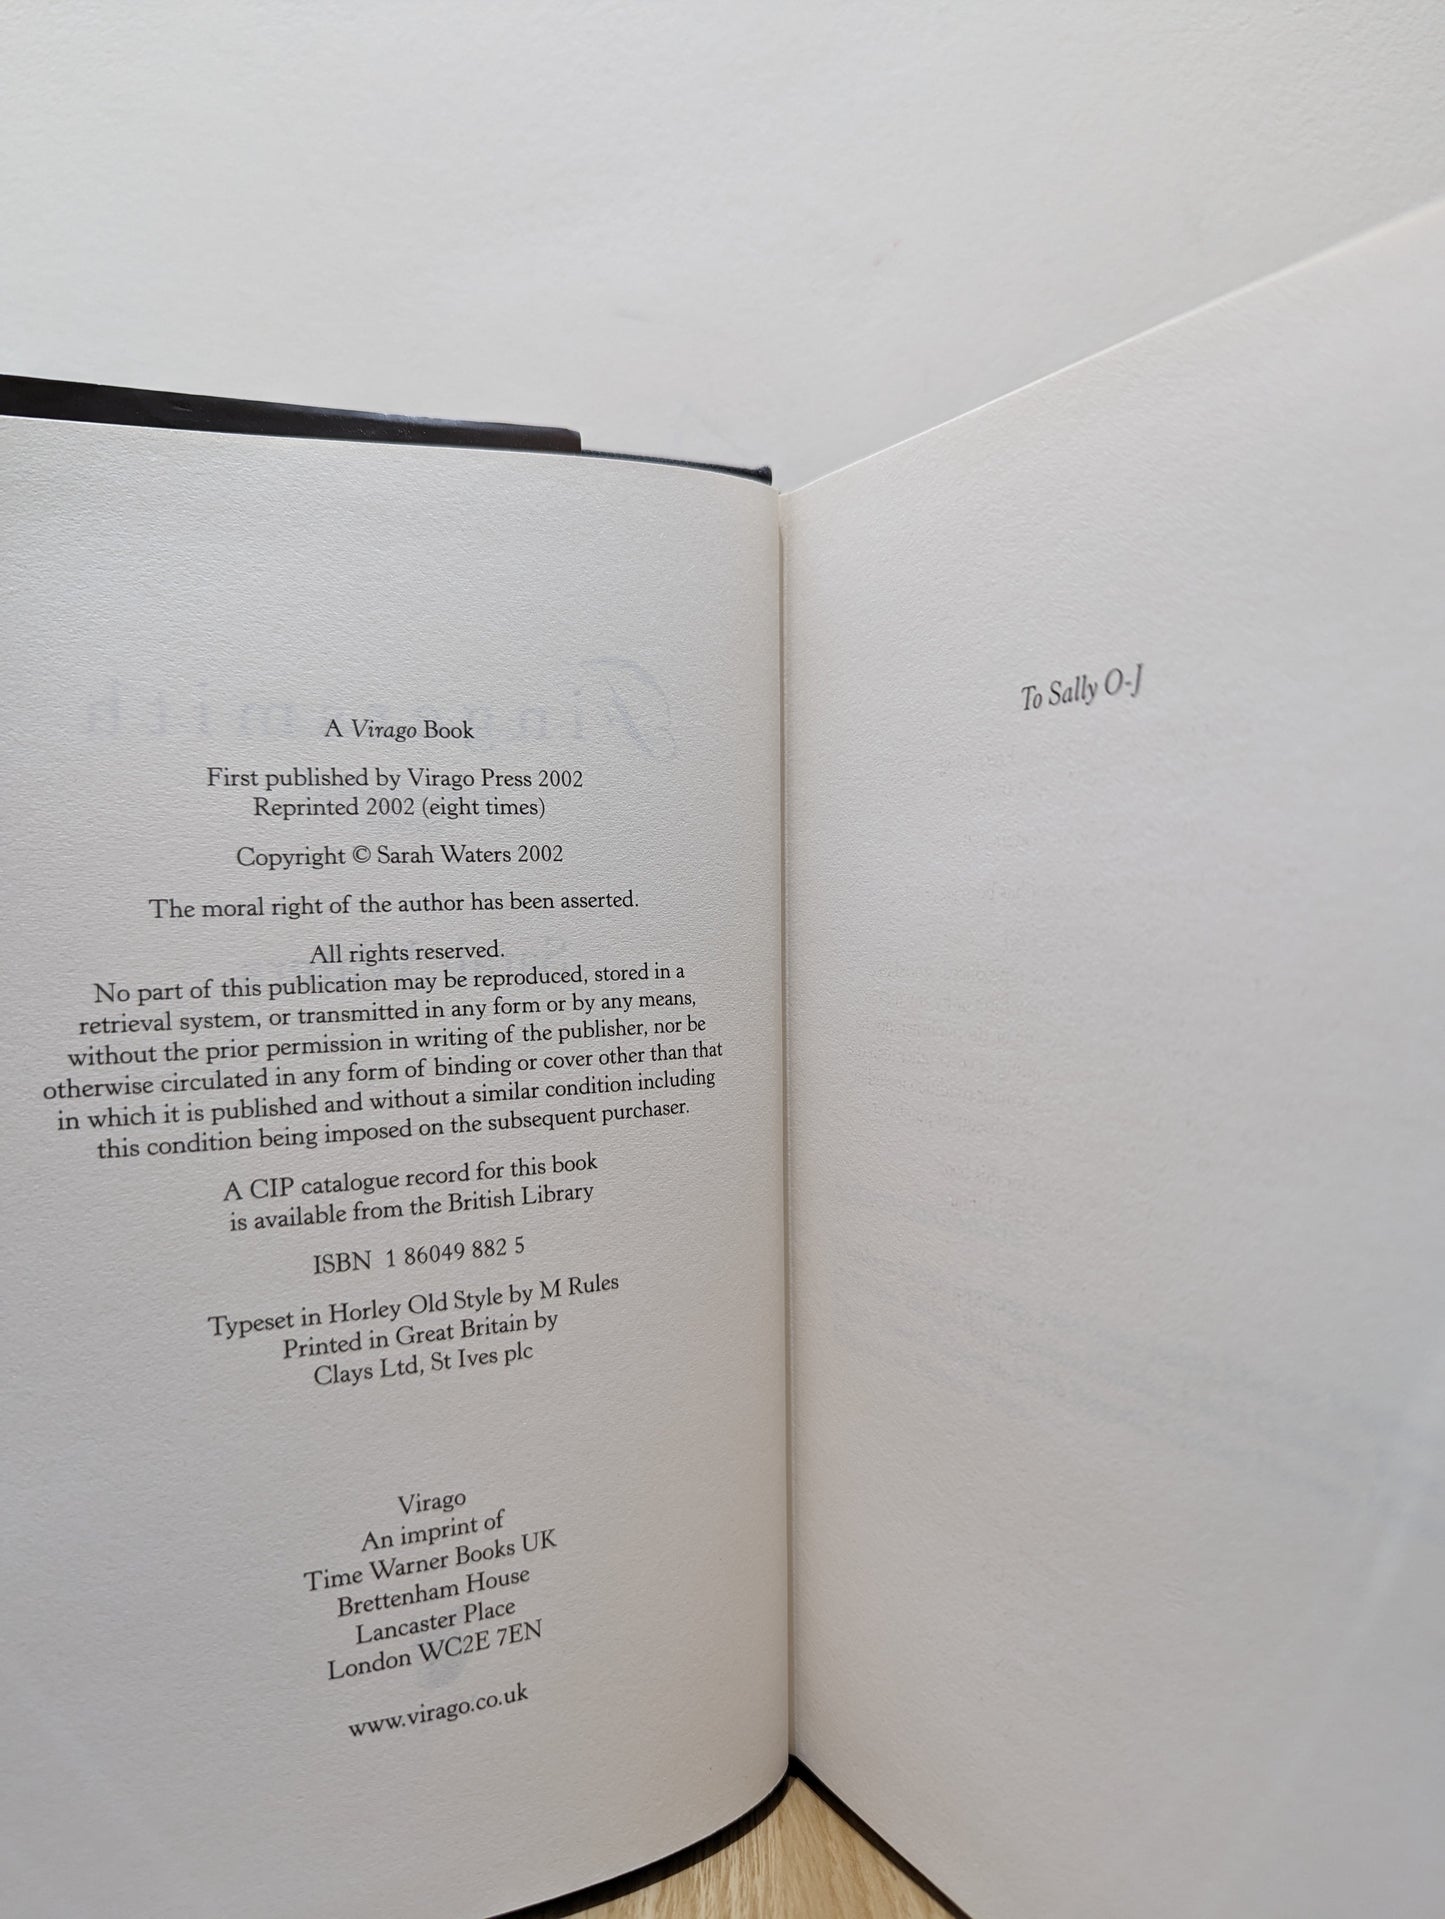 A Virago Book
First published by Virago Press 2002
Reprinted 2002 (eight times)
Copyright © Sarah Waters 2002
The moral right of the author has been asserted.
All rights reserved.
No part of this publication may be reproduced, stored in a
retrieval system, or transmitted in any form or by any means,
without the prior permission in writing of the publisher, nor be
otherwise circulated in any form of binding or cover other than that
in which it is published and without a similar condition including
this condition being imposed on the subsequent purchaser.
A CIP catalogue record for this book
is available from the British Library
ISBN 1 86049 882 5
Typeset in Horley Old Style by M Rules
Printed in Great Britain by
Clays Ltd, St Ives plc
Virago
An imprint of
Time Warner Books UK
Brettenham House
Lancaster Place
London WC2E 7EN
www.virago.co.uk
To Sally O-J